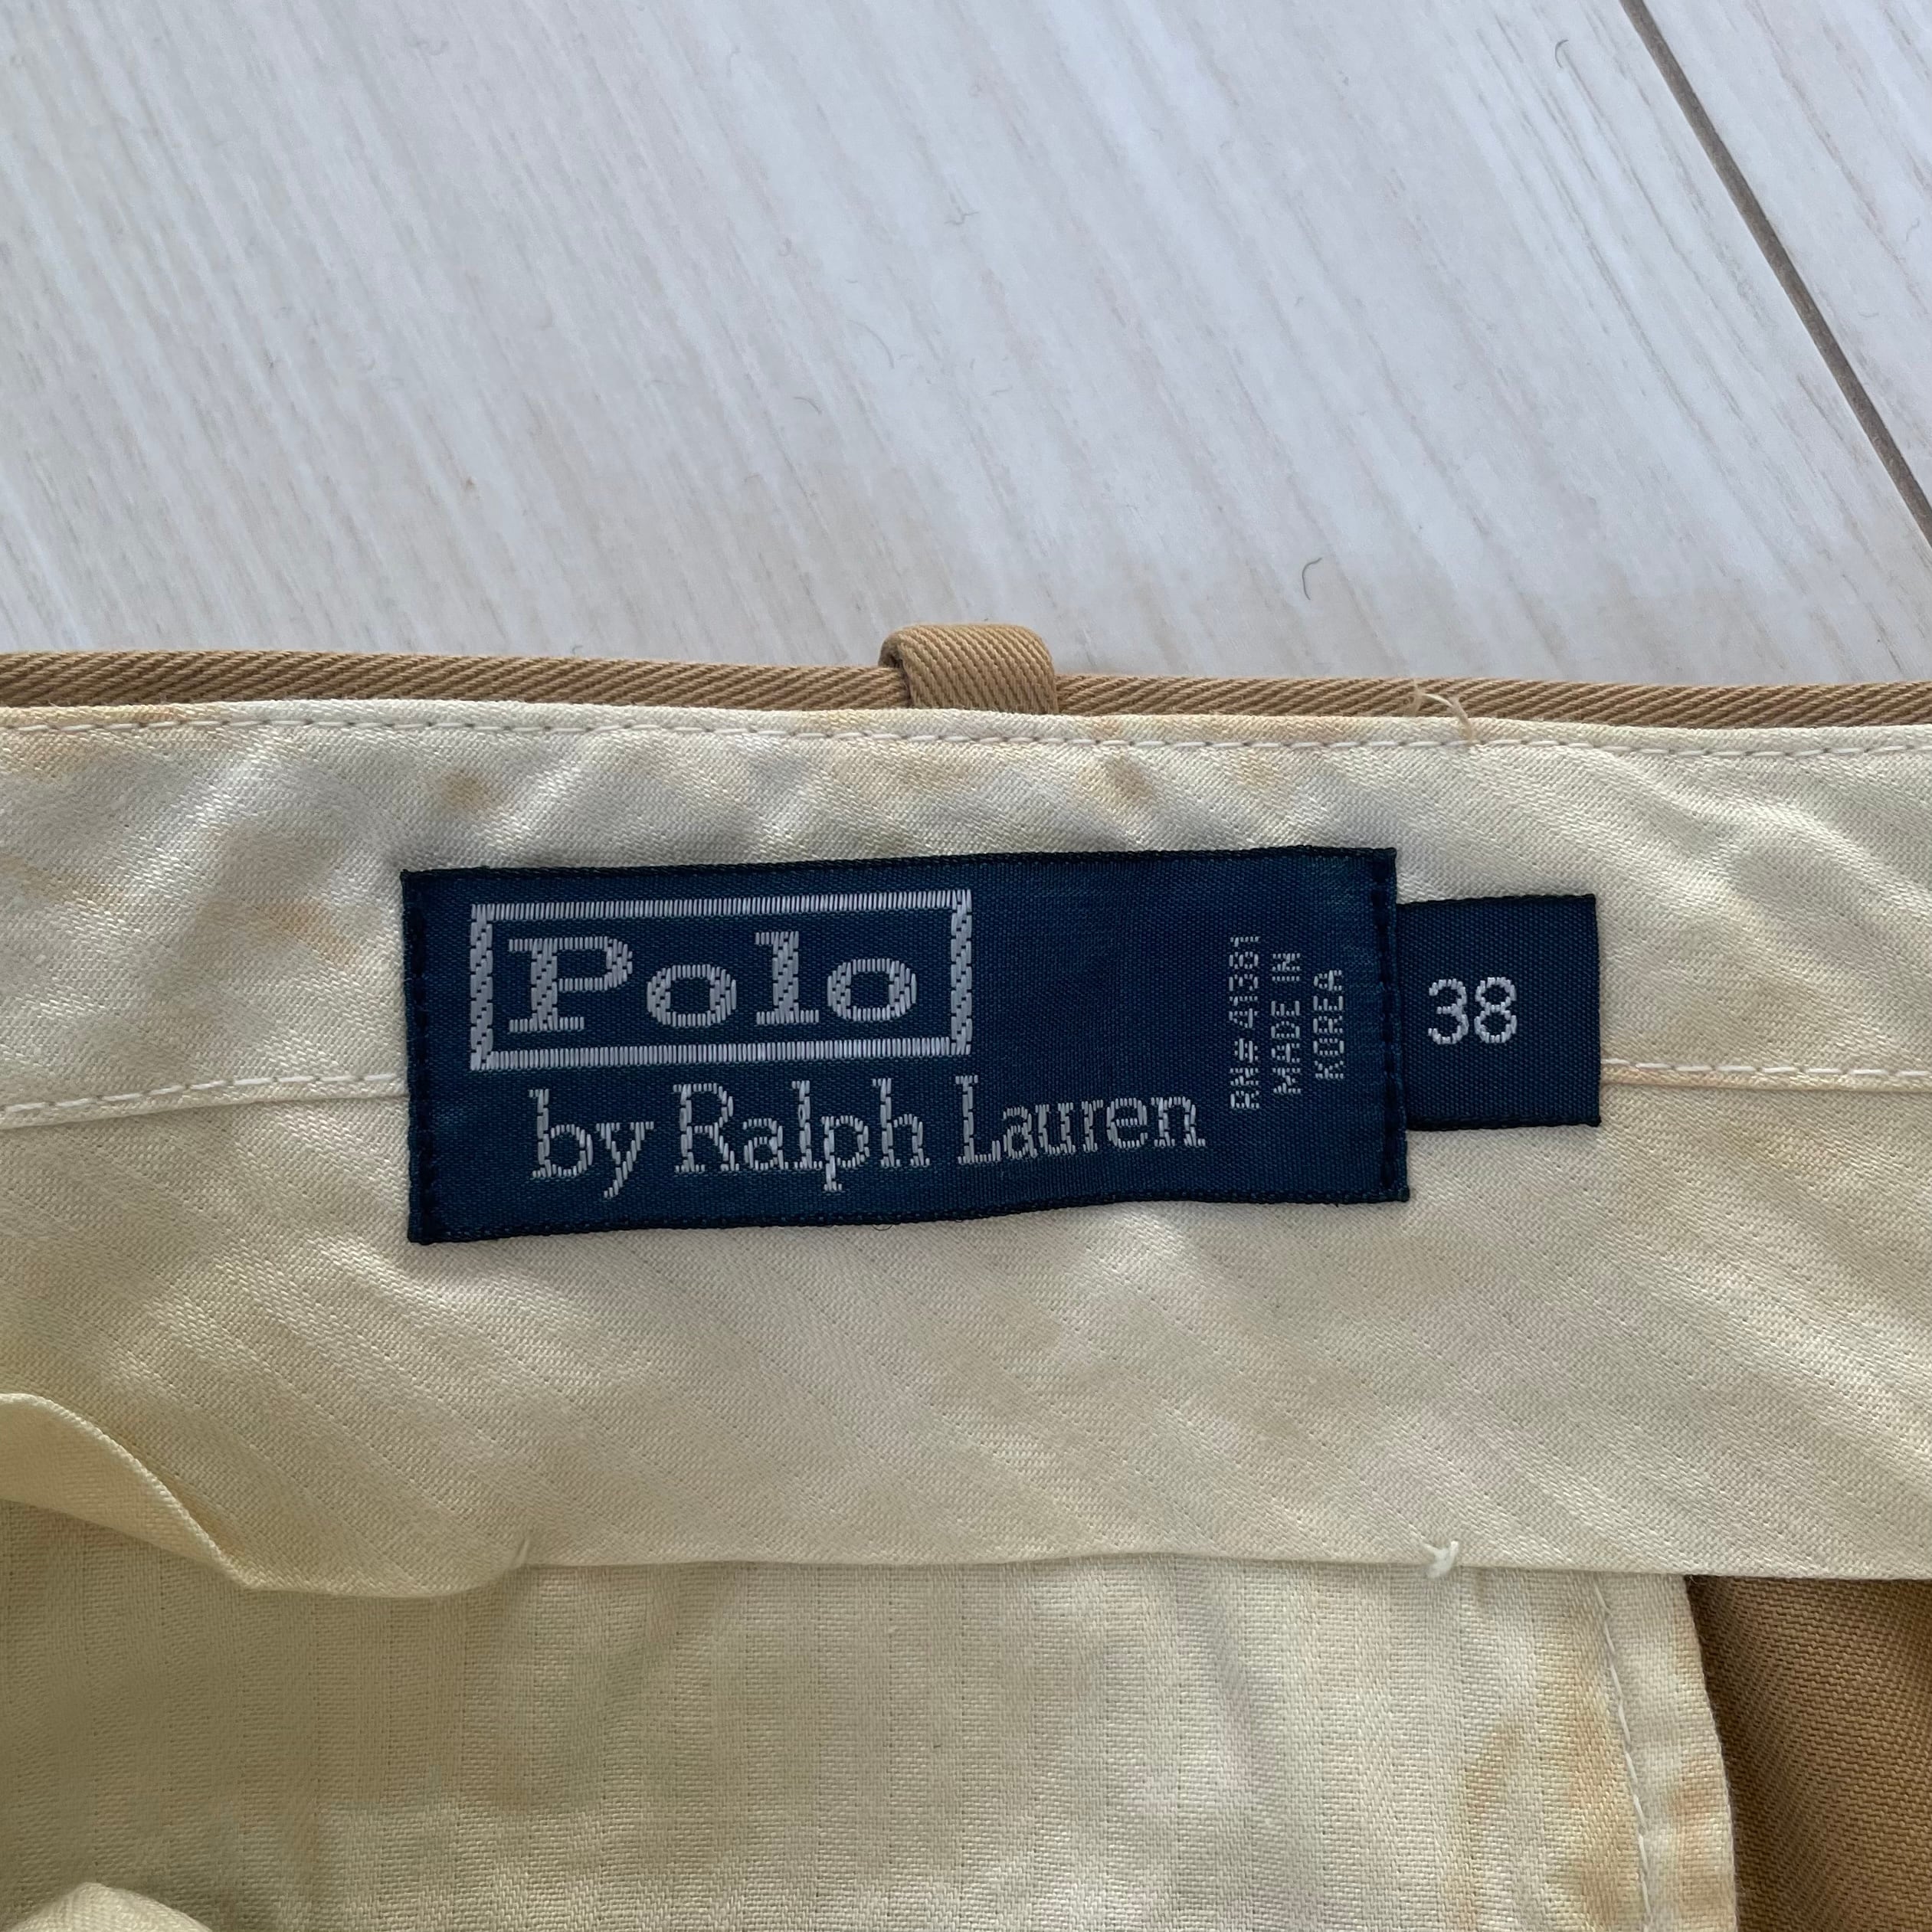 Polo
by Ralph Lauren
RN# 41381
MADE IN
KOREA
38